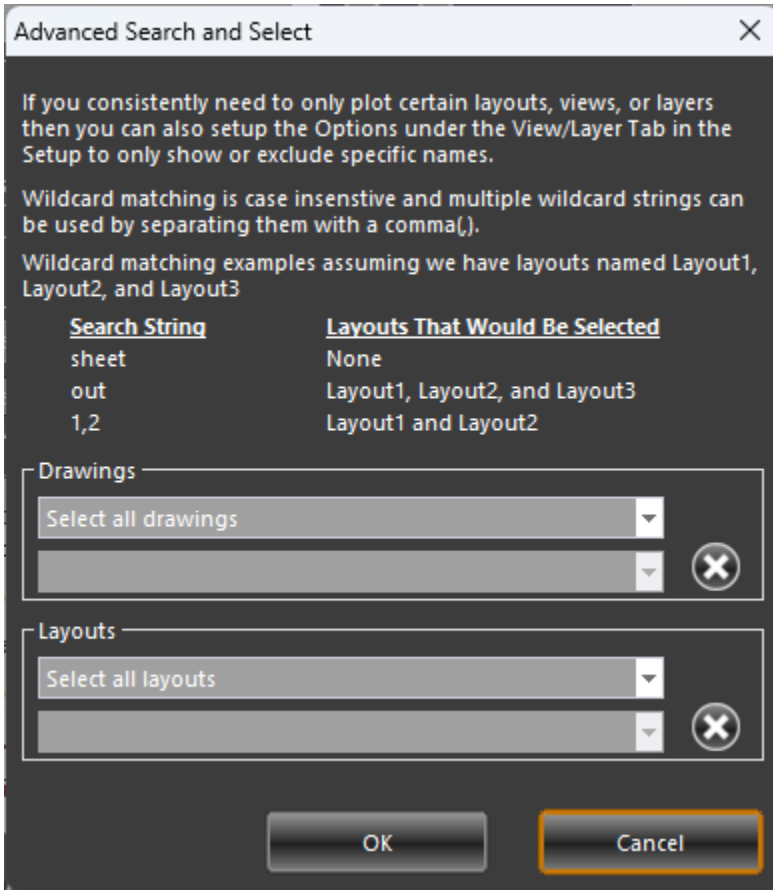 Advanced Search and Select
If you consistently need to only plot certain layouts, views, or layers
then you can also setup the Options under the View/Layer Tab in the
Setup to only show or exclude specific names.
Wildcard matching is case insenstive and multiple wildcard strings can
be used by separating them with a comma(,).
Wildcard matching examples assuming we have layouts named Layout1,
Layout2, and Layout3
Search String Layouts That Would Be Selected
sheet None
out Layout1, Layout2, and Layout3
1,2 Layout1 and Layout2
Drawings
Select all drawings
Layouts
Select all layouts
OK Cancel